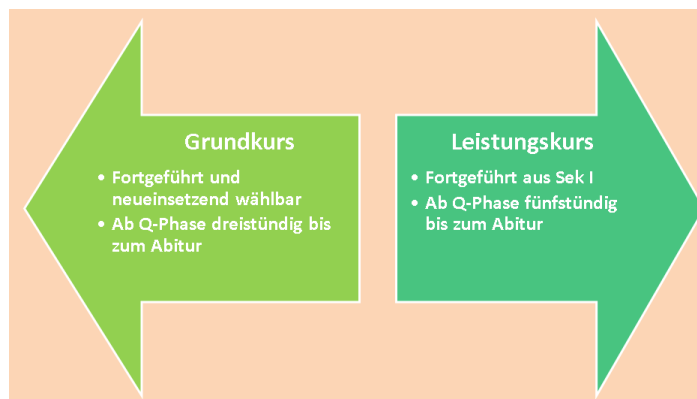 Grundkurs
• Fortgeführt und
neueinsetzend wählbar
• Ab Q-Phase dreistündig bis
zum Abitur
Leistungskurs
• Fortgeführt aus Sek I
• Ab Q-Phase fünfstündig
bis zum Abitur